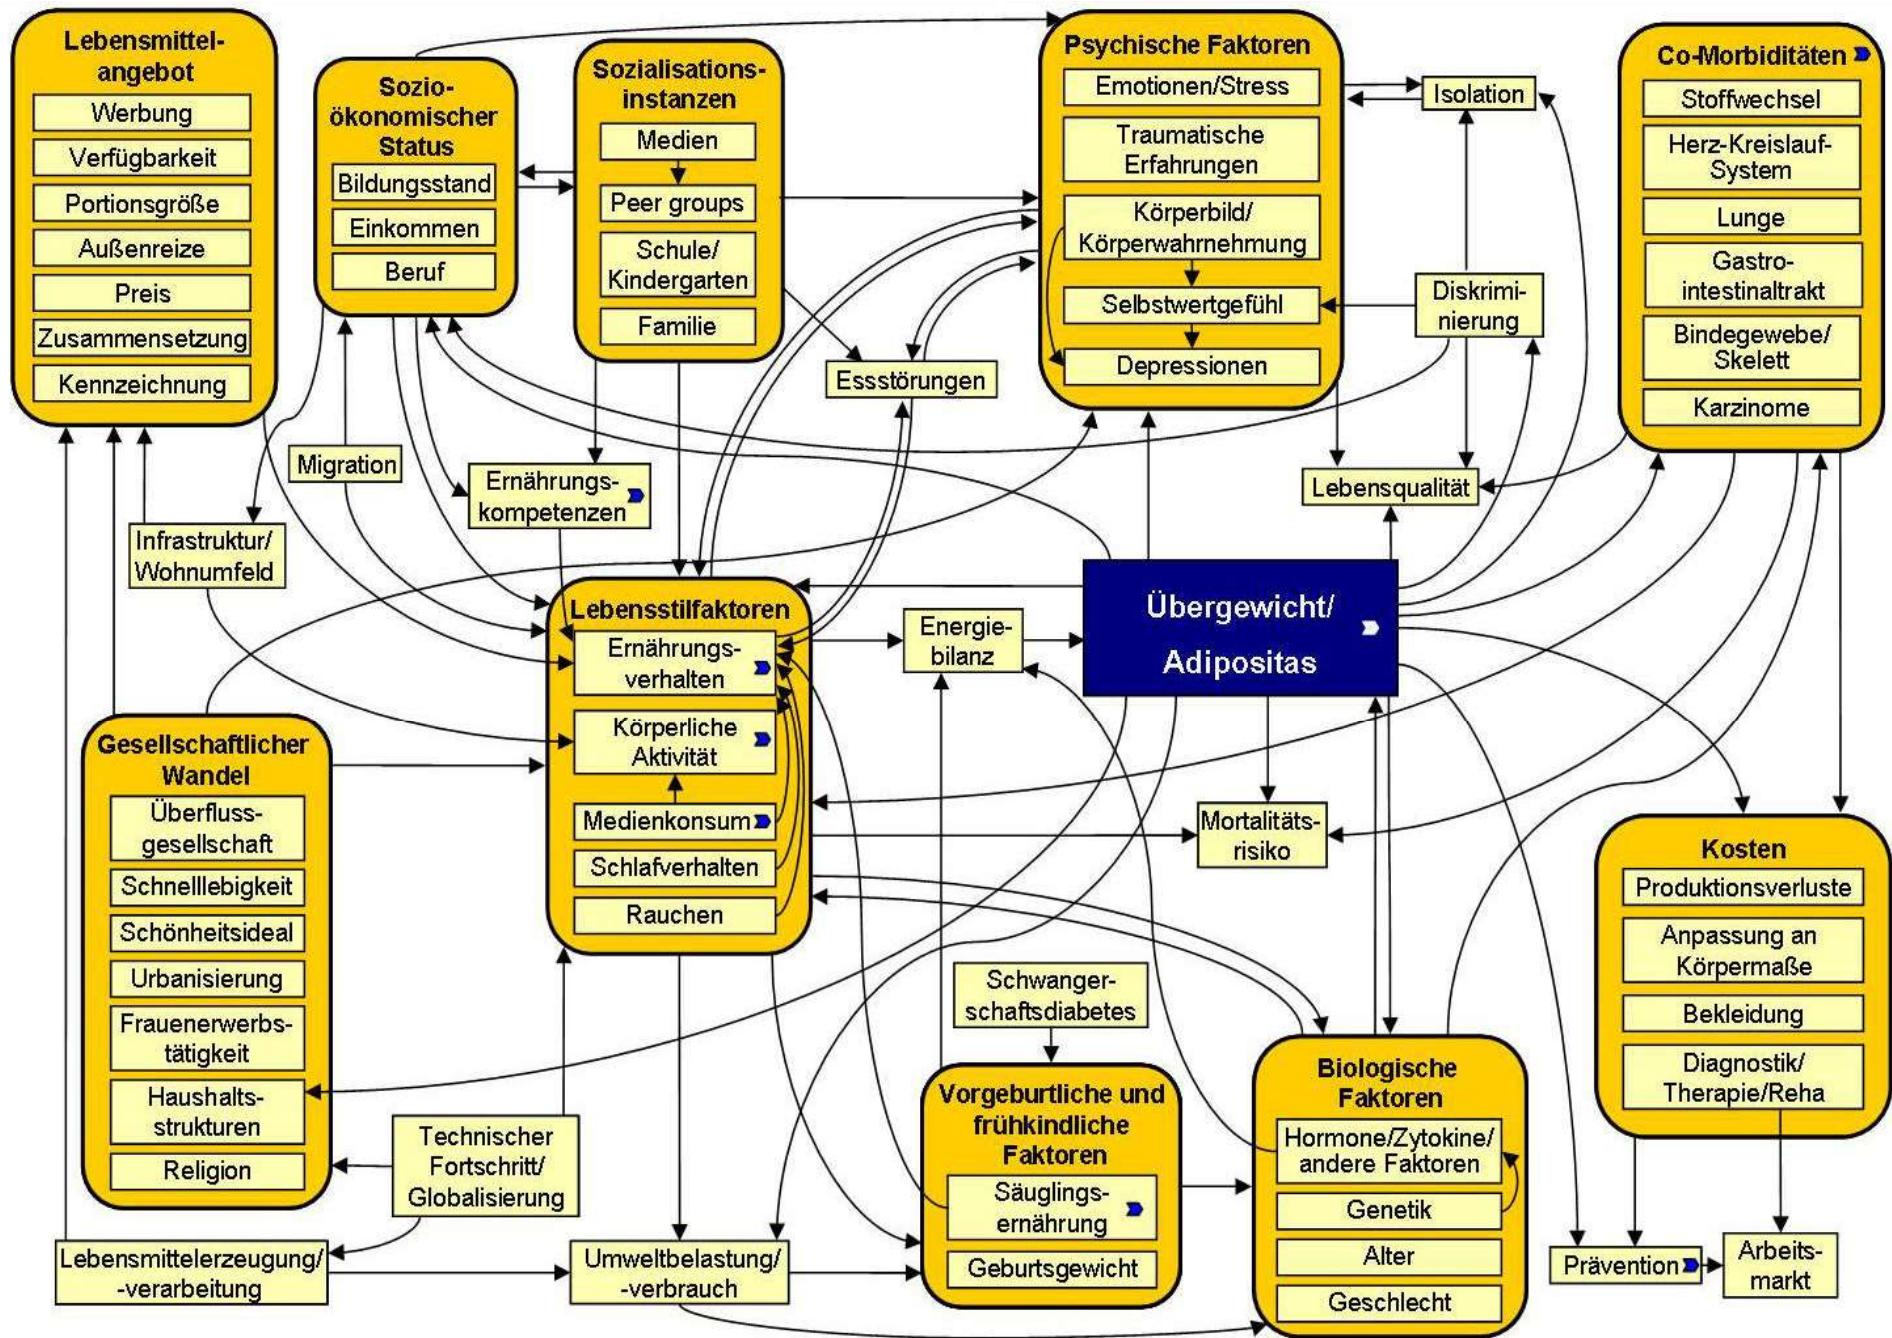 Lebensmittel-
angebot
Werbung
Verfügbarkeit
Portionsgröße
Außenreize
Preis
Zusammensetzung
Kennzeichnung
Sozio-
ökonomischer
Status
Bildungsstand
Einkommen
Beruf
Sozialisations-
instanzen
Medien
Peer groups
Schule/
Kindergarten
Familie
Psychische Faktoren
Emotionen/Stress
Traumatische
Erfahrungen
Körperbild/
Körperwahrnehmung
Selbstwertgefühl
Depressionen
Isolation
Diskrimi-
nierung
Co-Morbiditäten
Stoffwechsel
Herz-Kreislauf-
System
Lunge
Gastro-
intestinaltrakt
Bindegewebe/
Skelett
Karzinome
Essstörungen
Migration
Ernährungs-
kompetenzen
Lebensqualität
Infrastruktur/
Wohnumfeld
Lebensstilfaktoren
Ernährungs-
verhalten
Körperliche
Aktivität
Medienkonsum
Schlafverhalten
Rauchen
Energie-
bilanz
Übergewicht/
Adipositas
Gesellschaftlicher
Wandel
Überfluss-
gesellschaft
Schnelllebigkeit
Schönheitsideal
Urbanisierung
Frauenerwerbs-
tätigkeit
Haushalts-
strukturen
Religion
Mortalitäts-
risiko
Kosten
Produktionsverluste
Anpassung an
Körpermaße
Bekleidung
Diagnostik/
Therapie/Reha
Schwanger-
schaftsdiabetes
Technischer
Fortschritt/
Globalisierung
Vorgeburtliche und
frühkindliche
Faktoren
Säuglings-
ernährung
Geburtsgewicht
Biologische
Faktoren
Hormone/Zytokine/
andere Faktoren
Genetik
Alter
Geschlecht
Lebensmittelerzeugung/
-verarbeitung
Umweltbelastung/
-verbrauch
Prävention
Arbeits-
markt